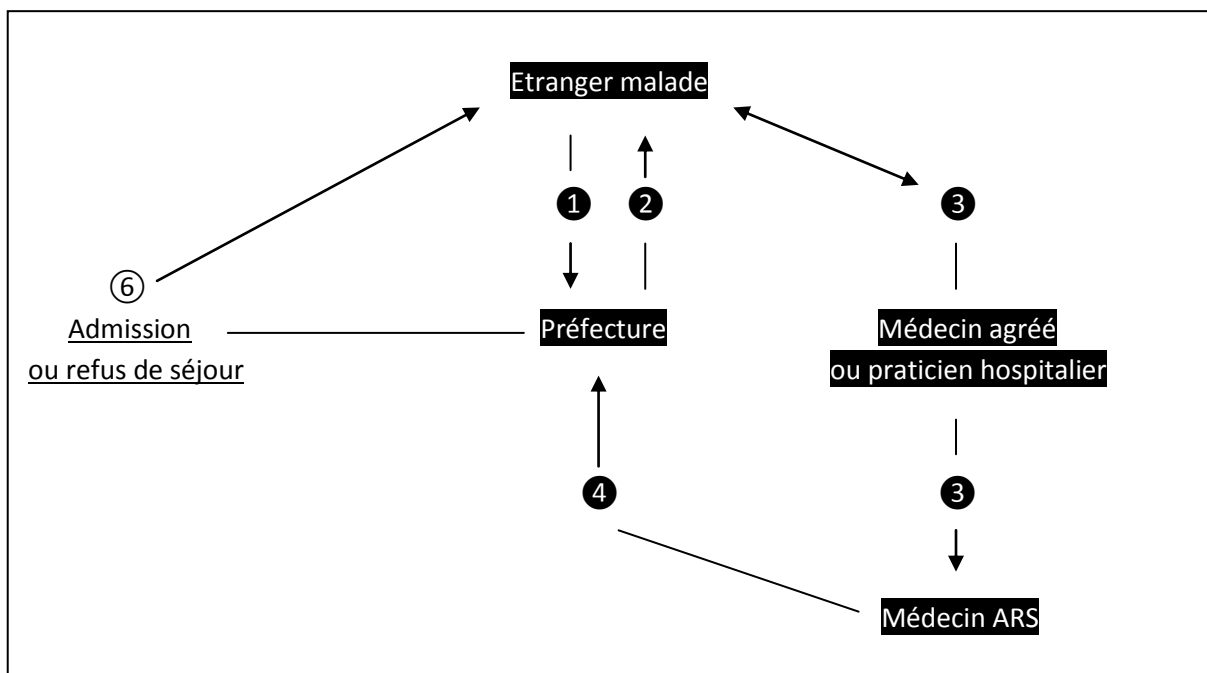 Etranger malade
❶ ❷ ❸
⑥
Admission
ou refus de séjour
Préfecture
Médecin agréé
ou praticien hospitalier
❹ ❸
Médecin ARS